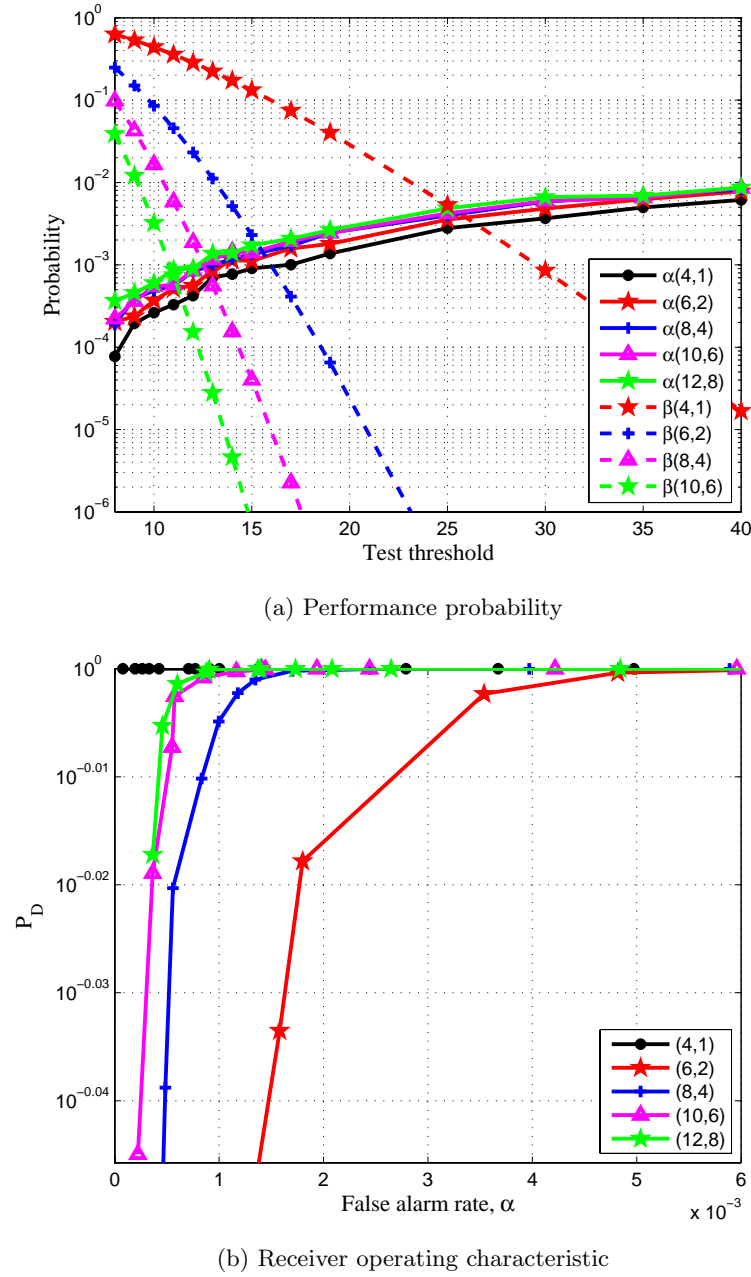 10^0
10^−1
10^−2
10^−3
10^−4
10^−5
10^−6
Probability
10 15 20 25 30 35 40
Test threshold
α(4,1)
α(6,2)
α(8,4)
α(10,6)
α(12,8)
β(4,1)
β(6,2)
β(8,4)
β(10,6)
(a) Performance probability
10^0
10^−0.01
10^−0.02
10^−0.03
10^−0.04
P_D
0 1 2 3 4 5 6
x 10^−3
False alarm rate, α
(4,1)
(6,2)
(8,4)
(10,6)
(12,8)
(b) Receiver operating characteristic